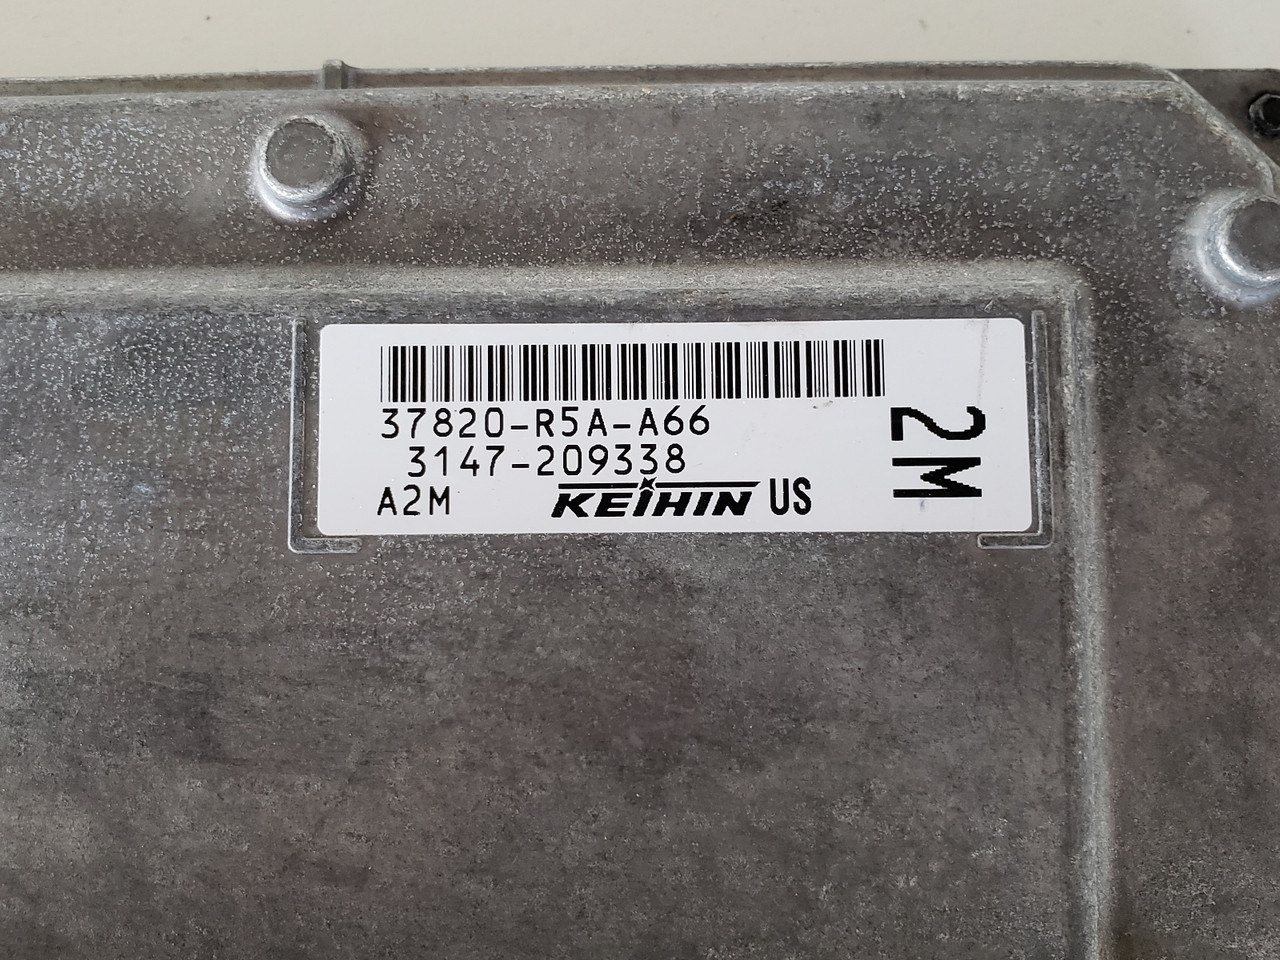 37820-R5A-A66
3147-209338
A2M KEIHIN US
2M